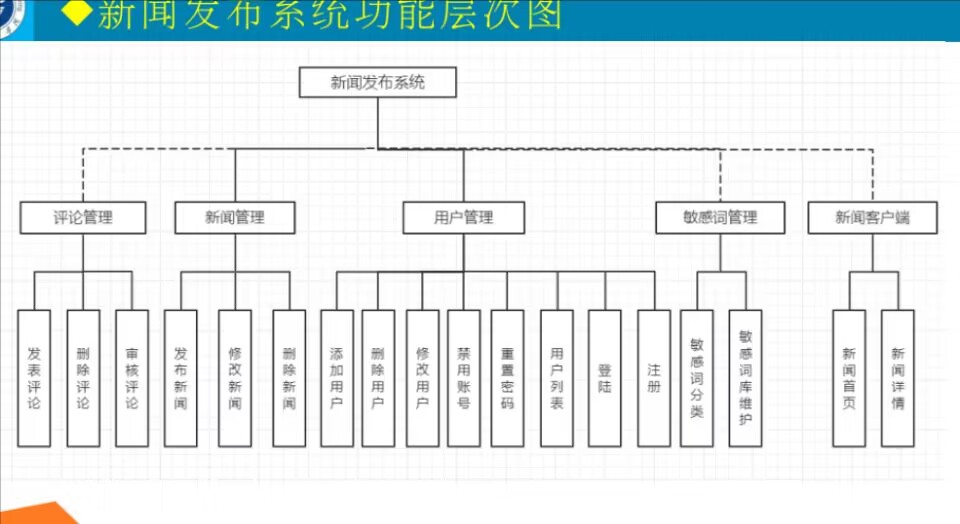 ◆新闻发布系统功能层次图
新闻发布系统
评论管理
新闻管理
用户管理
敏感词管理
新闻客户端
发表评论
删除评论
审核评论
发布新闻
修改新闻
删除新闻
添加用户
删除用户
修改用户
禁用账号
重置密码
用户列表
登陆
注册
敏感词分类
敏感词库维护
新闻首页
新闻详情